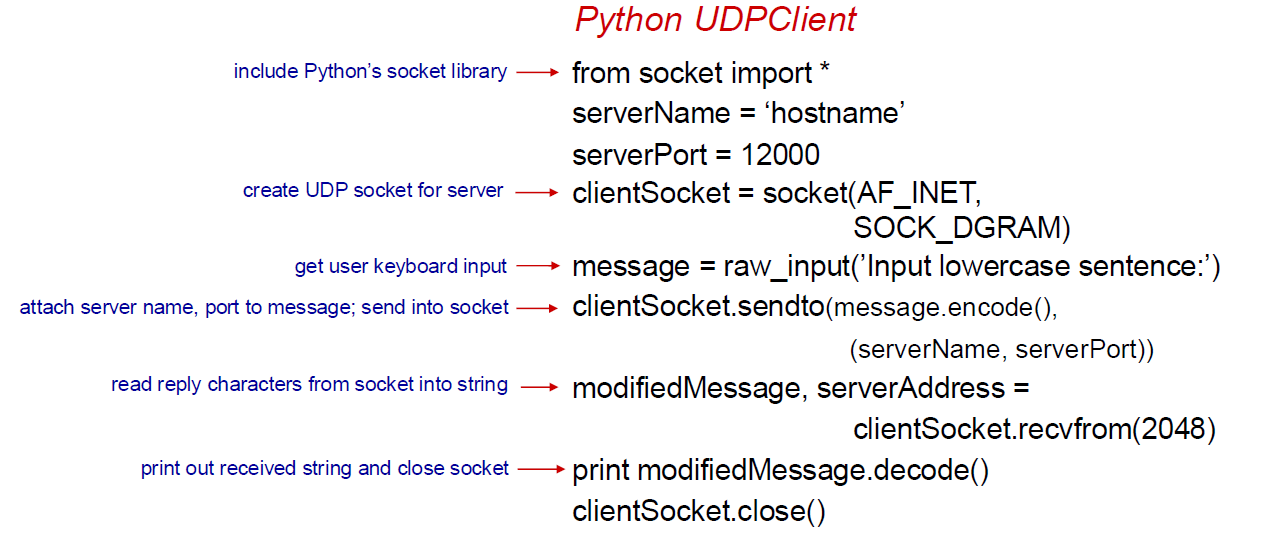 Python UDPClient
include Python’s socket library
from socket import *
serverName = ‘hostname’
serverPort = 12000
create UDP socket for server
clientSocket = socket(AF_INET,
SOCK_DGRAM)
get user keyboard input
message = raw_input(’Input lowercase sentence:’)
attach server name, port to message; send into socket
clientSocket.sendto(message.encode(),
(serverName, serverPort))
read reply characters from socket into string
modifiedMessage, serverAddress =
clientSocket.recvfrom(2048)
print out received string and close socket
print modifiedMessage.decode()
clientSocket.close()